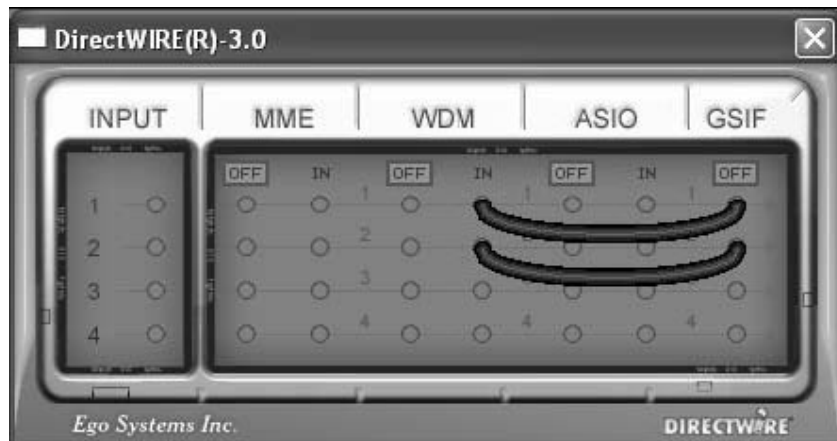 DirectWIRE(R)-3.0
INPUT MME WDM ASIO GSIF
OFF IN OFF IN OFF IN OFF
1 1 1 1
2 2
3 3
4 4 4 4
Ego Systems Inc. DIRECTWIRE